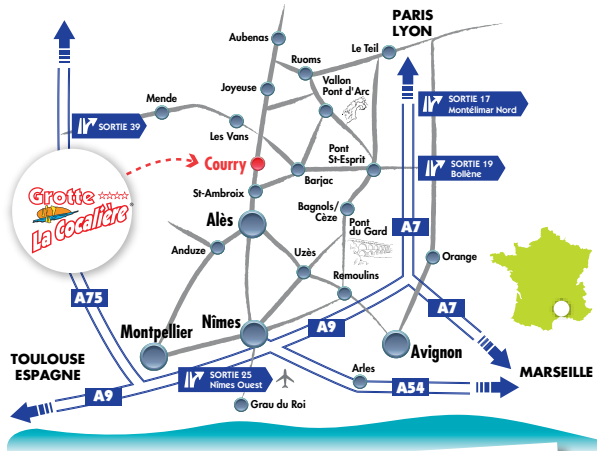 PARIS
LYON
Aubenas
Le Teil
Ruoms
Joyeuse
Vallon
Pont d'Arc
SORTIE 17
Montélimar Nord
Mende
SORTIE 39
Les Vans
Courry
Pont
St-Esprit
SORTIE 19
Bollène
Barjac
St-Ambroix
Grotte
La Cocalière
Alès
Bagnols/
Cèze
Pont
du Gard
A7
Anduze
Uzès
Orange
Remoulins
A75
A7
Montpellier
Nîmes
A9
Avignon
TOULOUSE
ESPAGNE
SORTIE 25
Nîmes Ouest
Arles
MARSEILLE
A9
A54
Grau du Roi